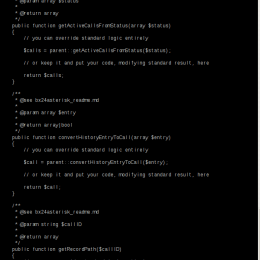 * @param array $status
*
* @return array
*/
public function getActiveCallsFromStatus(array $status)
{
// you can override standard logic entirely
$calls = parent::getActiveCallsFromStatus($status);
// or keep it and put your code, modifying standard result, here
return $calls;
}
/**
* @see bx24asterisk_readme.md
*
* @param array $entry
*
* @return array|bool
*/
public function convertHistoryEntryToCall(array $entry)
{
// you can override standard logic entirely
$call = parent::convertHistoryEntryToCall($entry);
// or keep it and put your code, modifying standard result, here
return $call;
}
/**
* @see bx24asterisk_readme.md
*
* @param string $callID
*
* @return array
*/
public function getRecordPath($callID)
{